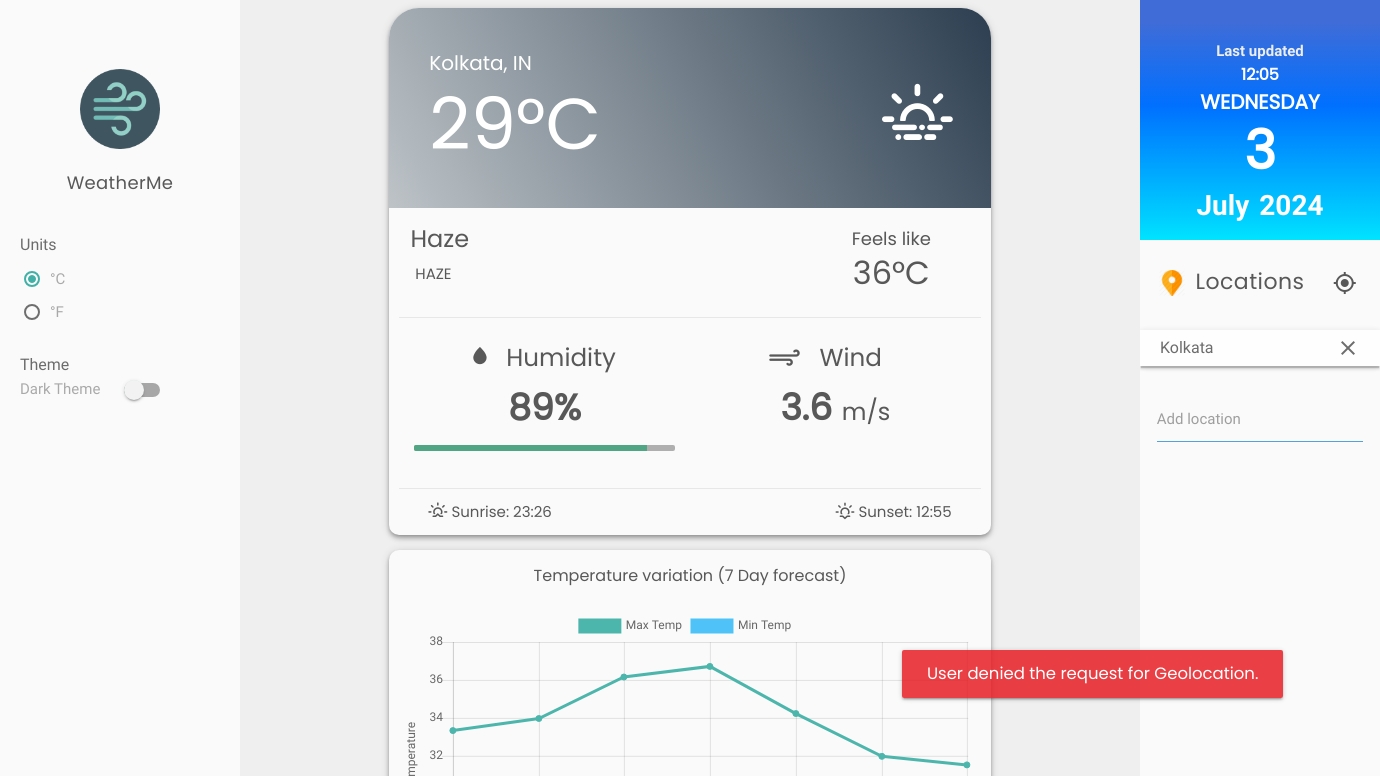 WeatherMe
Units
°C
°F
Theme
Dark Theme
Kolkata, IN
29°C
Haze
HAZE
Feels like
36°C
Humidity
89%
Wind
3.6 m/s
Sunrise: 23:26
Sunset: 12:55
Temperature variation (7 Day forecast)
Max Temp
Min Temp
38
36
34
32
User denied the request for Geolocation.
Last updated
12:05
WEDNESDAY
3
July 2024
Locations
Kolkata
Add location